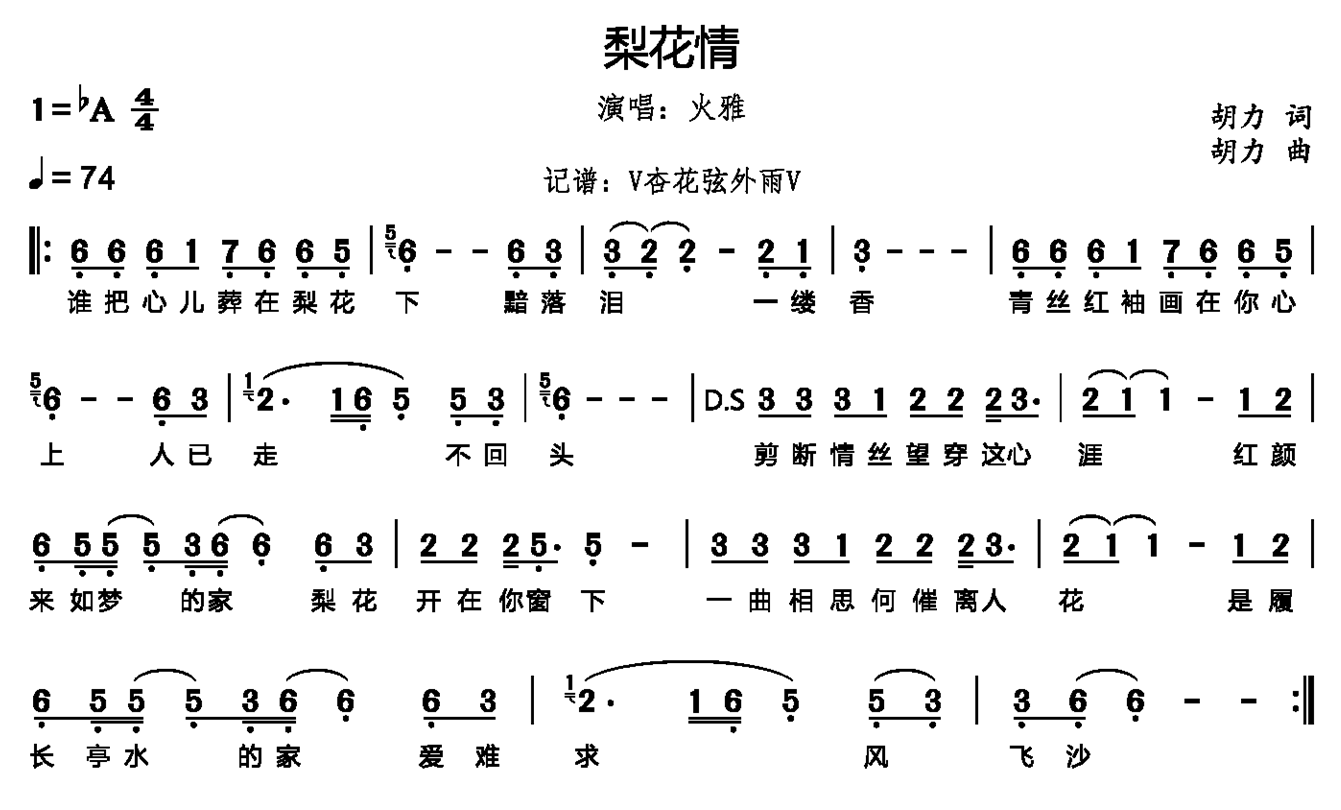 梨花情
1=♭A 4/4
演唱：火雅
胡力 词
胡力 曲
♩=74
记谱：V杏花弦外雨V
‖: 6 6 6 1 7 6 6 5 | 5 6 - - 6 3 | 3 2 2 - 2 1 | 3 - - - | 6 6 6 1 7 6 6 5 |
谁把心儿葬在梨花 下 黯落 泪 一缕 香 青丝红袖画在你心
5 6 - - 6 3 | 1 2· 1 6 5 5 3 | 5 6 - - - | D.S 3 3 3 1 2 2 2 3· | 2 1 1 - 1 2 |
上 人已 走 不回 头 剪断情丝望穿这心 涯 红颜
6 5 5 5 3 6 6 6 3 | 2 2 2 5· 5 - | 3 3 3 1 2 2 2 3· | 2 1 1 - 1 2 |
来如梦 的家 梨花 开在你窗 下 一曲相思何催离人 花 是履
6 5 5 5 3 6 6 6 3 | 1 2· 1 6 5 5 3 | 3 6 6 - - :‖
长亭水 的家 爱难 求 风 飞沙